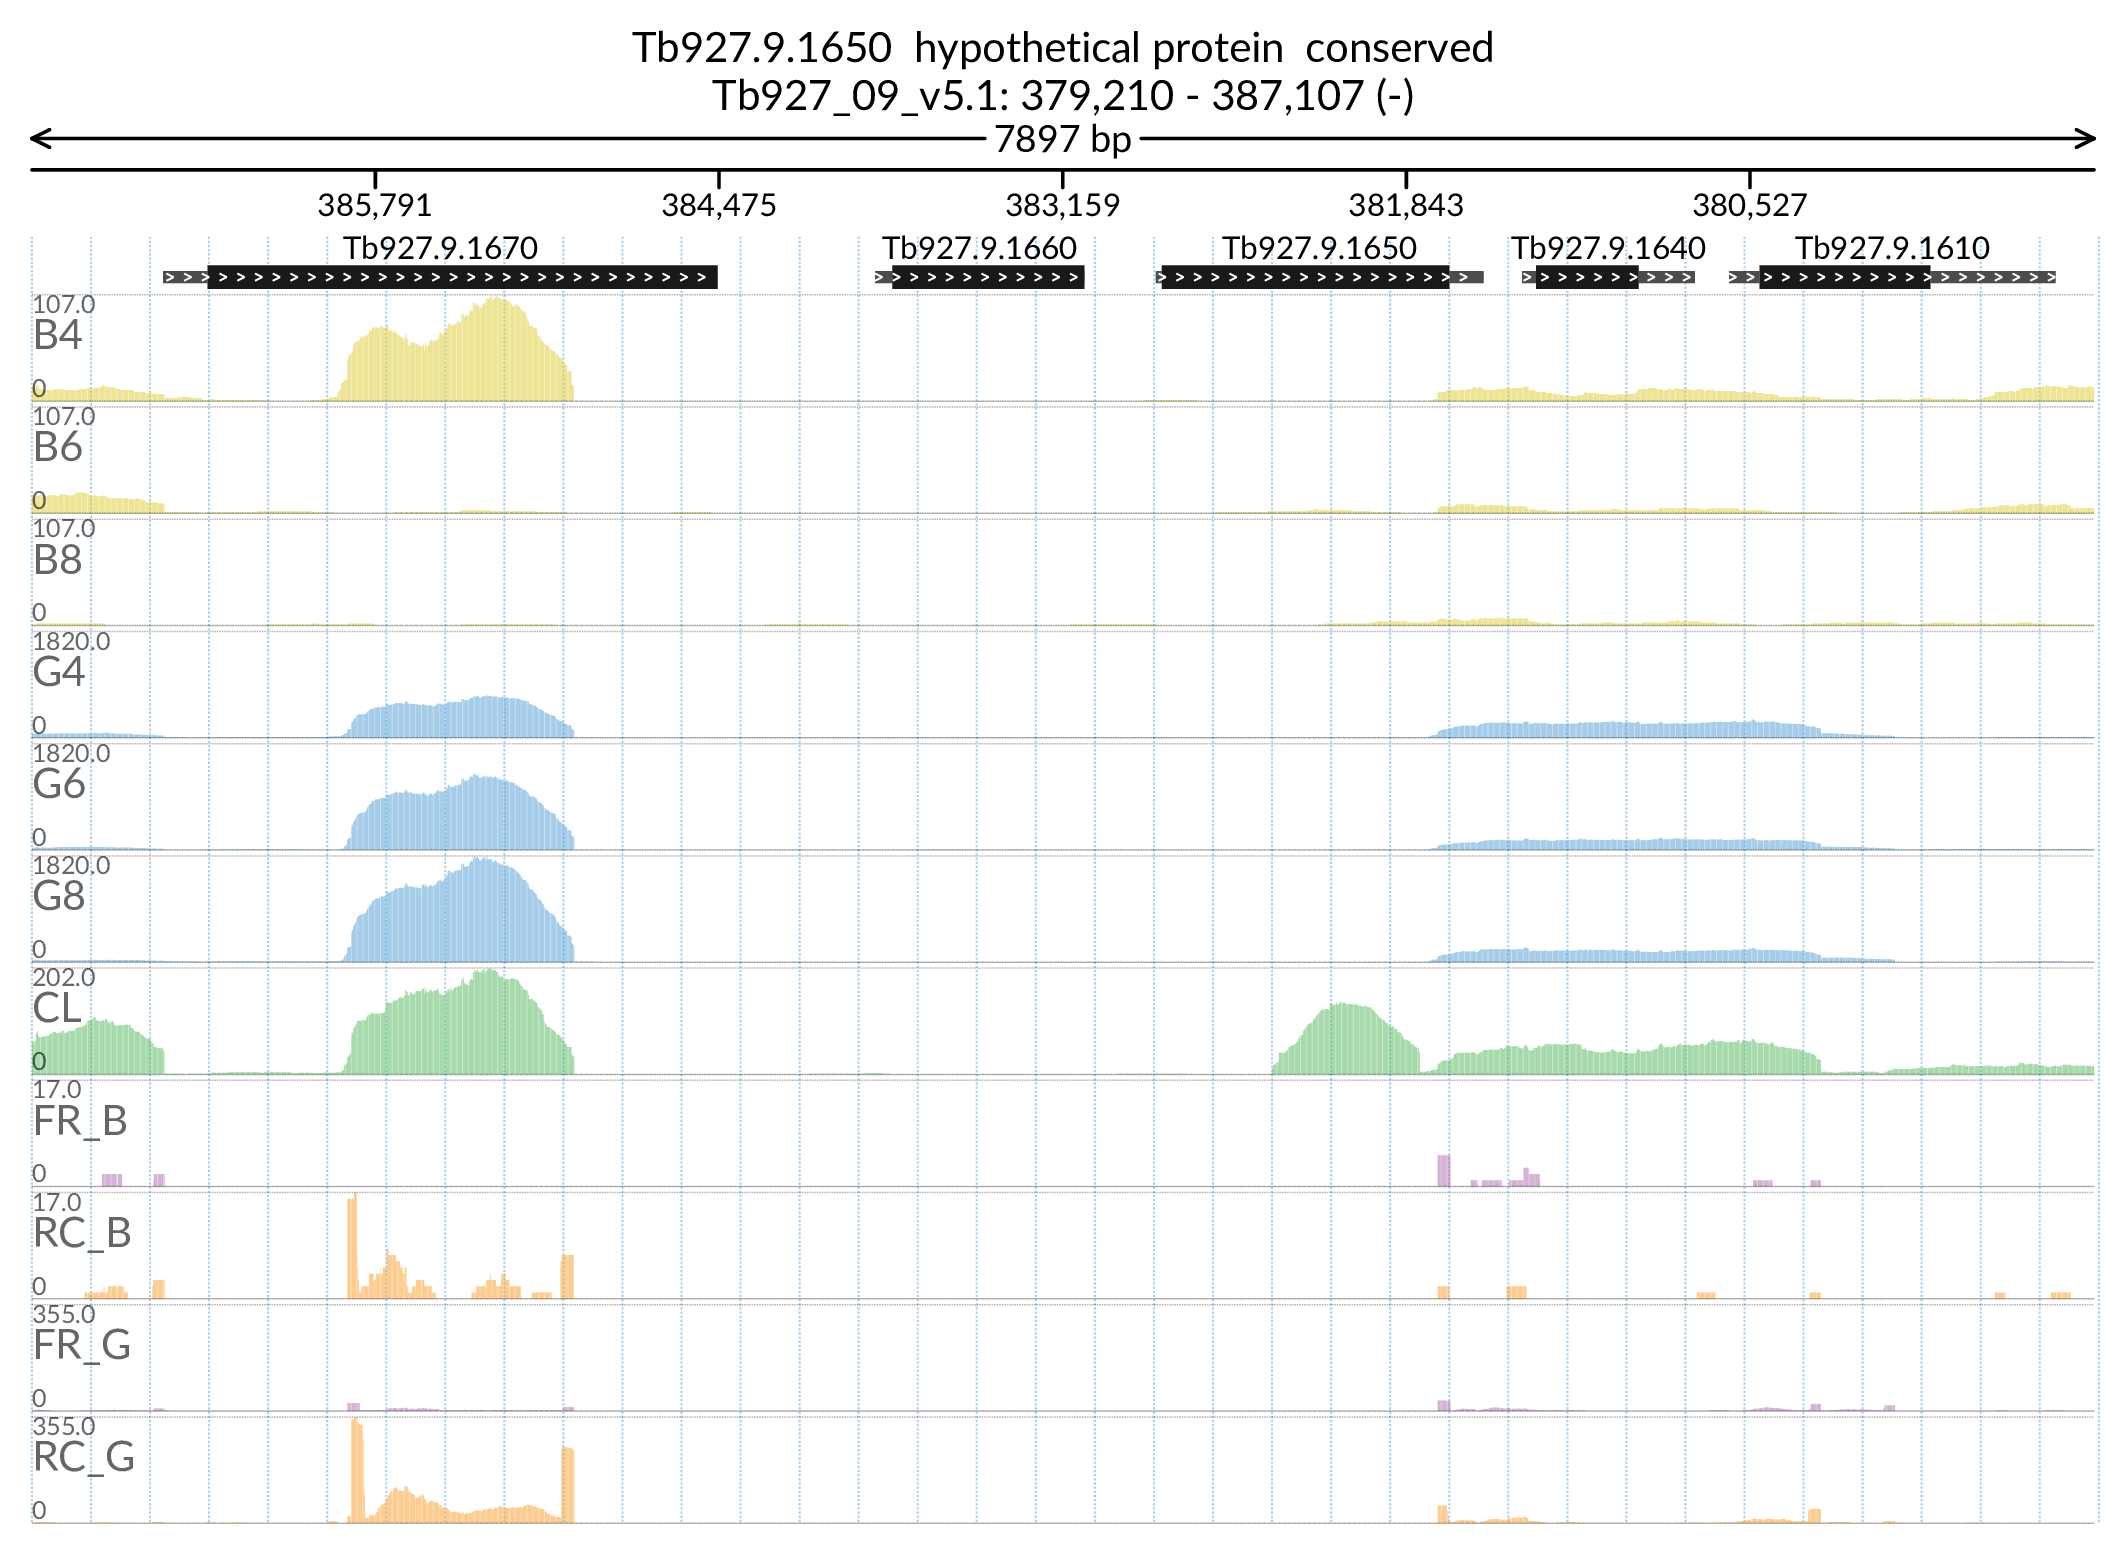 Tb927.9.1650  hypothetical protein  conserved
Tb927_09_v5.1: 379,210 - 387,107 (-)
7897 bp
385,791 384,475 383,159 381,843 380,527
Tb927.9.1670 Tb927.9.1660 Tb927.9.1650 Tb927.9.1640 Tb927.9.1610
107.0
B4
0
107.0
B6
0
107.0
B8
0
1820.0
G4
0
1820.0
G6
0
1820.0
G8
0
202.0
CL
0
17.0
FR_B
0
17.0
RC_B
0
355.0
FR_G
0
355.0
RC_G
0